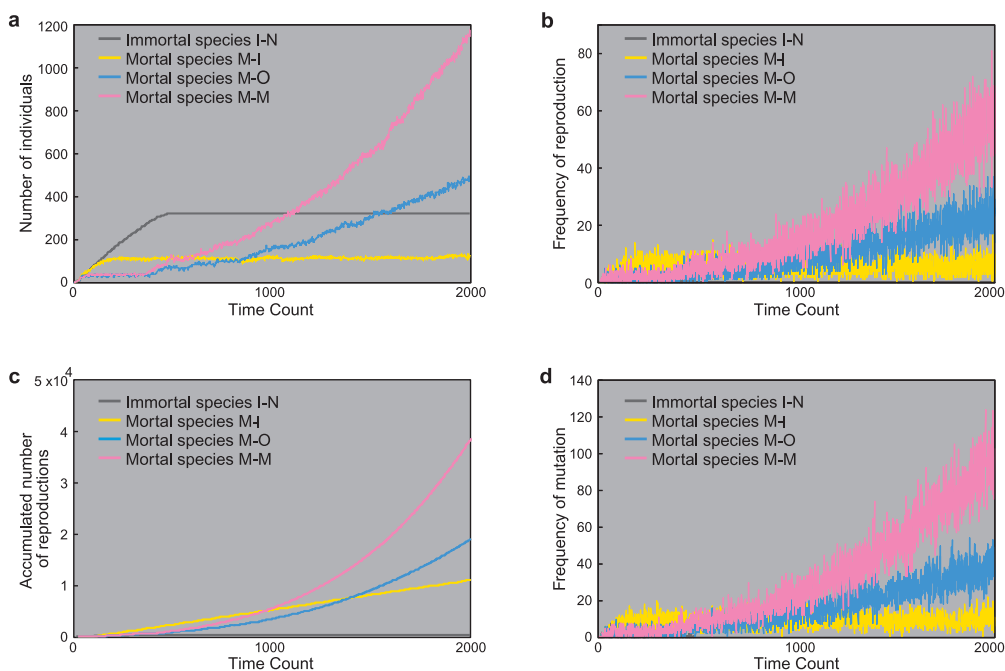 a
Number of individuals
1200
1000
800
600
400
200
0
Immortal species I-N
Mortal species M-I
Mortal species M-O
Mortal species M-M
0
1000
2000
Time Count
b
Frequency of reproduction
80
60
40
20
0
Immortal species I-N
Mortal species M-I
Mortal species M-O
Mortal species M-M
0
1000
2000
Time Count
c
Accumulated number
of reproductions
5 x10 4
4
3
2
1
0
Immortal species I-N
Mortal species M-I
Mortal species M-O
Mortal species M-M
0
1000
2000
Time Count
d
Frequency of mutation
140
120
100
80
60
40
20
0
Immortal species I-N
Mortal species M-I
Mortal species M-O
Mortal species M-M
0
1000
2000
Time Count